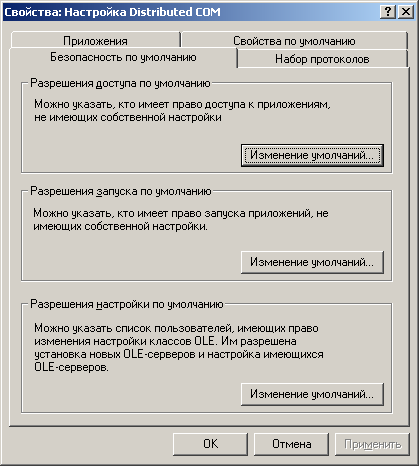 Свойства: Настройка Distributed COM
Приложения
Свойства по умолчанию
Безопасность по умолчанию
Набор протоколов
Разрешения доступа по умолчанию
Можно указать, кто имеет право доступа к приложениям,
не имеющих собственной настройки
Изменение умолчаний...
Разрешения запуска по умолчанию
Можно указать, кто имеет право запуска приложений, не
имеющих собственной настройки.
Изменение умолчаний...
Разрешения настройки по умолчанию
Можно указать список пользователей, имеющих право
изменения настройки классов OLE. Им разрешена
установка новых OLE-серверов и настройка имеющихся
OLE-серверов.
Изменение умолчаний...
OK
Отмена
Применить